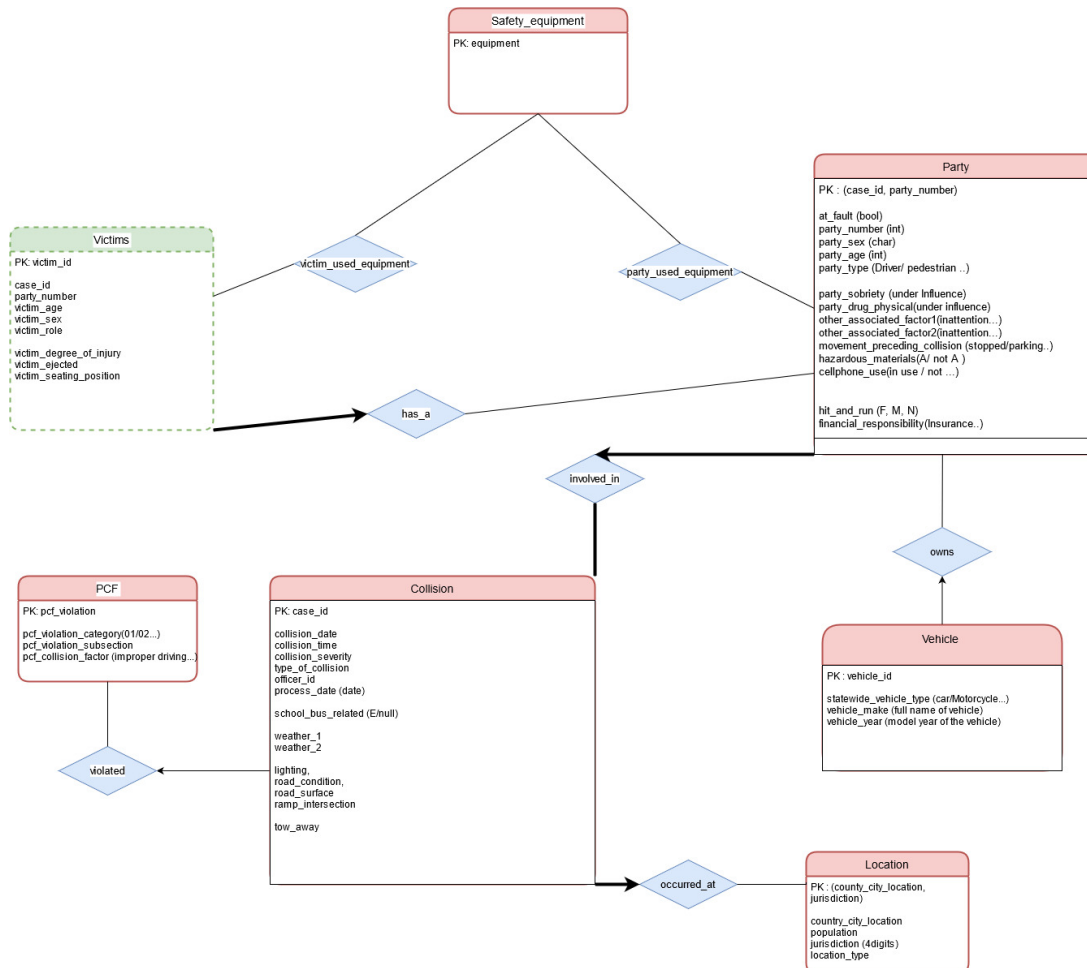 Safety_equipment
PK: equipment
Party
PK : (case_id, party_number)
at_fault (bool)
party_number (int)
party_sex (char)
party_age (int)
party_type (Driver/ pedestrian ..)
party_sobriety (under Influence)
party_drug_physical(under influence)
other_associated_factor1(inattention...)
other_associated_factor2(inattention...)
movement_preceding_collision (stopped/parking..)
hazardous_materials(A/ not A )
cellphone_use(in use / not ...)
hit_and_run (F, M, N)
financial_responsibility(Insurance..)
Victims
PK: victim_id
case_id
party_number
victim_age
victim_sex
victim_role
victim_degree_of_injury
victim_ejected
victim_seating_position
victim_used_equipment
party_used_equipment
has_a
involved_in
owns
PCF
PK: pcf_violation
pcf_violation_category(01/02...)
pcf_violation_subsection
pcf_collision_factor (improper driving...)
Collision
PK: case_id
collision_date
collision_time
collision_severity
type_of_collision
officer_id
process_date (date)
school_bus_related (E/null)
weather_1
weather_2
lighting,
road_condition,
road_surface
ramp_intersection
tow_away
Vehicle
PK : vehicle_id
statewide_vehicle_type (car/Motorcycle...)
vehicle_make (full name of vehicle)
vehicle_year (model year of the vehicle)
violated
occurred_at
Location
PK : (county_city_location,
jurisdiction)
country_city_location
population
jurisdiction (4digits)
location_type